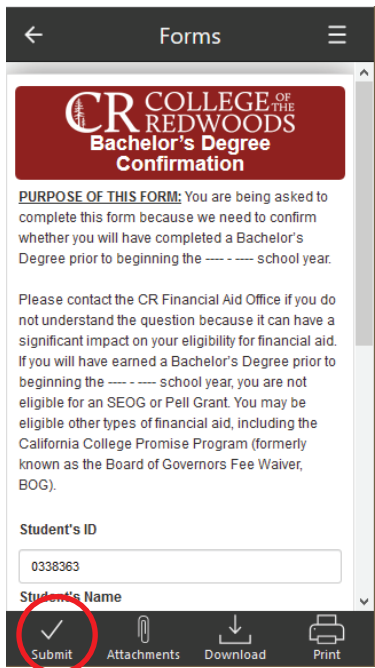 Forms
CR COLLEGE OF THE
REDWOODS
Bachelor's Degree
Confirmation
PURPOSE OF THIS FORM: You are being asked to
complete this form because we need to confirm
whether you will have completed a Bachelor's
Degree prior to beginning the ---- - ---- school year.
Please contact the CR Financial Aid Office if you do
not understand the question because it can have a
significant impact on your eligibility for financial aid.
If you will have earned a Bachelor's Degree prior to
beginning the ---- - ---- school year, you are not
eligible for an SEOG or Pell Grant. You may be
eligible other types of financial aid, including the
California College Promise Program (formerly
known as the Board of Governors Fee Waiver,
BOG).
Student's ID
0338363
Student's Name
Submit Attachments Download Print